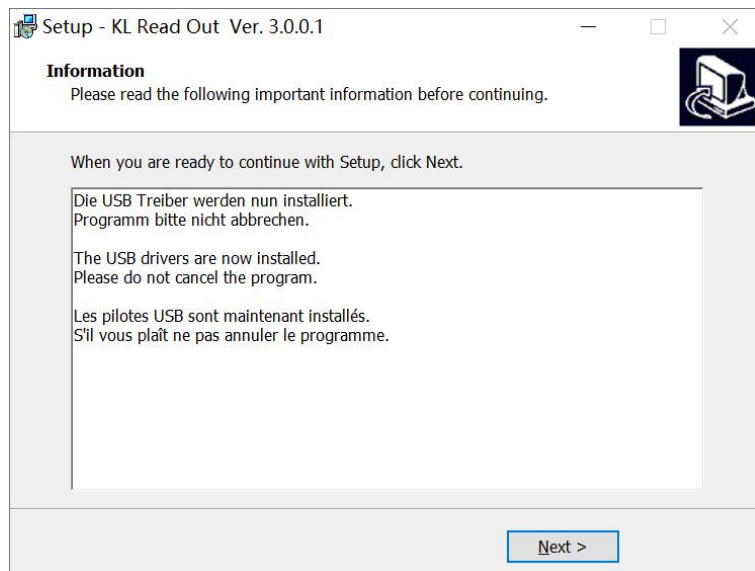 Setup - KL Read Out Ver. 3.0.0.1
Information
Please read the following important information before continuing.
When you are ready to continue with Setup, click Next.
Die USB Treiber werden nun installiert.
Programm bitte nicht abbrechen.
The USB drivers are now installed.
Please do not cancel the program.
Les pilotes USB sont maintenant installés.
S'il vous plaît ne pas annuler le programme.
Next >